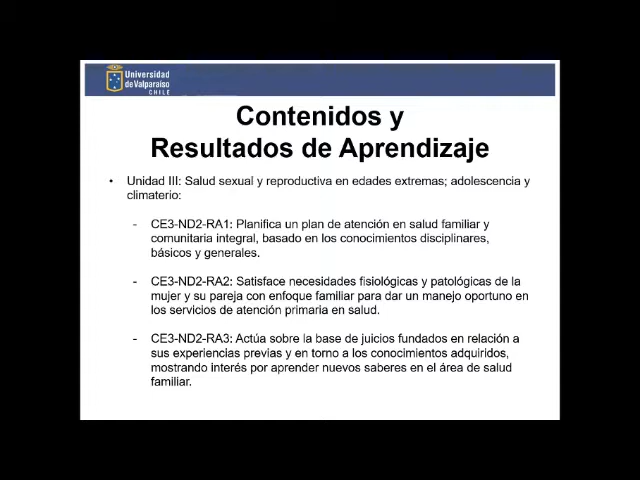 Universidad
de Valparaíso
CHILE
Contenidos y
Resultados de Aprendizaje
• Unidad III: Salud sexual y reproductiva en edades extremas; adolescencia y
climaterio:
- CE3-ND2-RA1: Planifica un plan de atención en salud familiar y
comunitaria integral, basado en los conocimientos disciplinares,
básicos y generales.
- CE3-ND2-RA2: Satisface necesidades fisiológicas y patológicas de la
mujer y su pareja con enfoque familiar para dar un manejo oportuno en
los servicios de atención primaria en salud.
- CE3-ND2-RA3: Actúa sobre la base de juicios fundados en relación a
sus experiencias previas y en torno a los conocimientos adquiridos,
mostrando interés por aprender nuevos saberes en el área de salud
familiar.